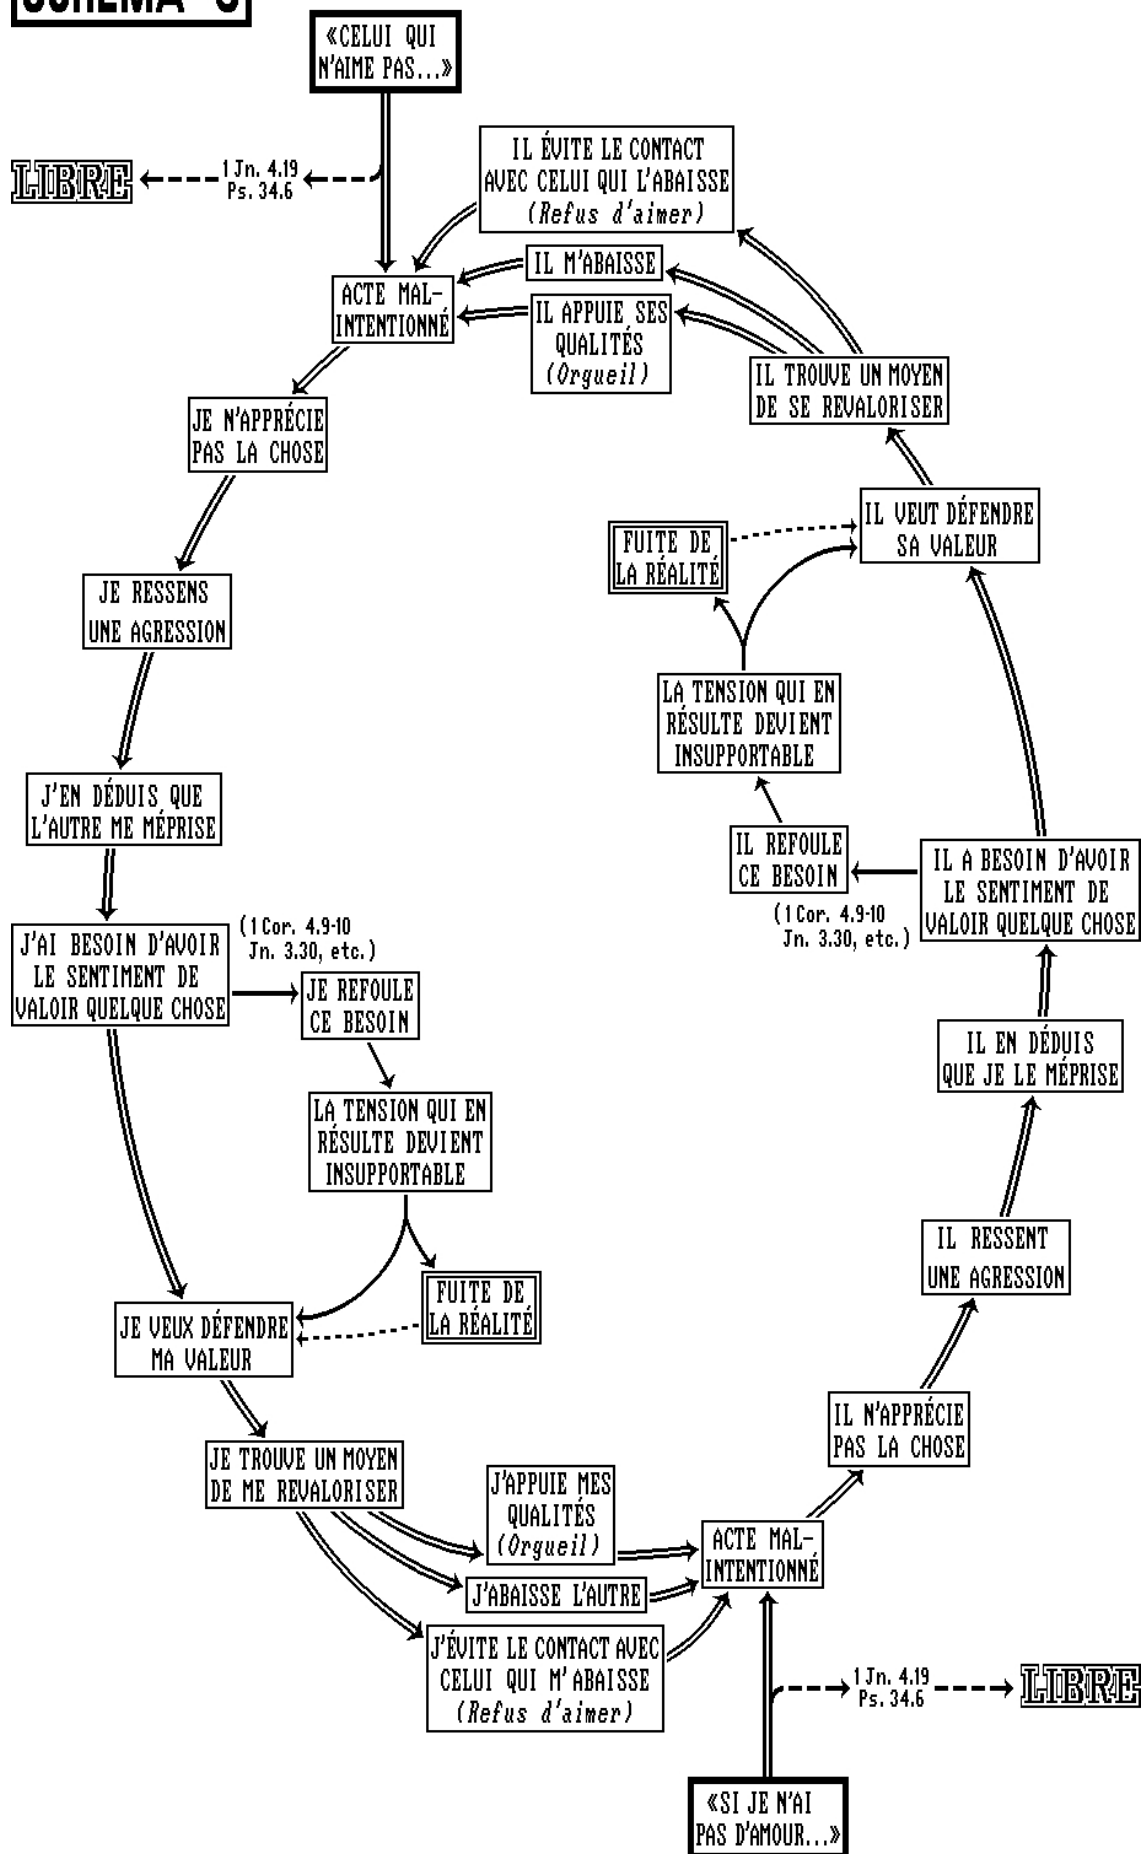 SCHÉMA
«CELUI QUI
N'AIME PAS...»
LIBRE
1 Jn. 4.19
Ps. 34.6
IL ÉVITE LE CONTACT
AVEC CELUI QUI L'ABAISSE
(Refus d'aimer)
IL M'ABAISSE
IL APPUIE SES
QUALITÉS
(Orgueil)
ACTE MAL-
INTENTIONNÉ
IL TROUVE UN MOYEN
DE SE REVALORISER
JE N'APPRÉCIE
PAS LA CHOSE
IL VEUT DÉFENDRE
SA VALEUR
FUITE DE
LA RÉALITÉ
JE RESSENS
UNE AGRESSION
LA TENSION QUI EN
RÉSULTE DEVIENT
INSUPPORTABLE
J'EN DÉDUIS QUE
L'AUTRE ME MÉPRISE
IL REFOULE
CE BESOIN
(1 Cor. 4.9-10
Jn. 3.30, etc.)
IL A BESOIN D'AVOIR
LE SENTIMENT DE
VALOIR QUELQUE CHOSE
J'AI BESOIN D'AVOIR
LE SENTIMENT DE
VALOIR QUELQUE CHOSE
(1 Cor. 4.9-10
Jn. 3.30, etc.)
JE REFOULE
CE BESOIN
IL EN DÉDUIS
QUE JE LE MÉPRISE
LA TENSION QUI EN
RÉSULTE DEVIENT
INSUPPORTABLE
IL RESSENT
UNE AGRESSION
FUITE DE
LA RÉALITÉ
JE VEUX DÉFENDRE
MA VALEUR
IL N'APPRÉCIE
PAS LA CHOSE
JE TROUVE UN MOYEN
DE ME REVALORISER
J'APPUIE MES
QUALITÉS
(Orgueil)
J'ABAISSE L'AUTRE
J'ÉVITE LE CONTACT AVEC
CELUI QUI M'ABAISSE
(Refus d'aimer)
ACTE MAL-
INTENTIONNÉ
1 Jn. 4.19
Ps. 34.6
LIBRE
«SI JE N'AI
PAS D'AMOUR...»